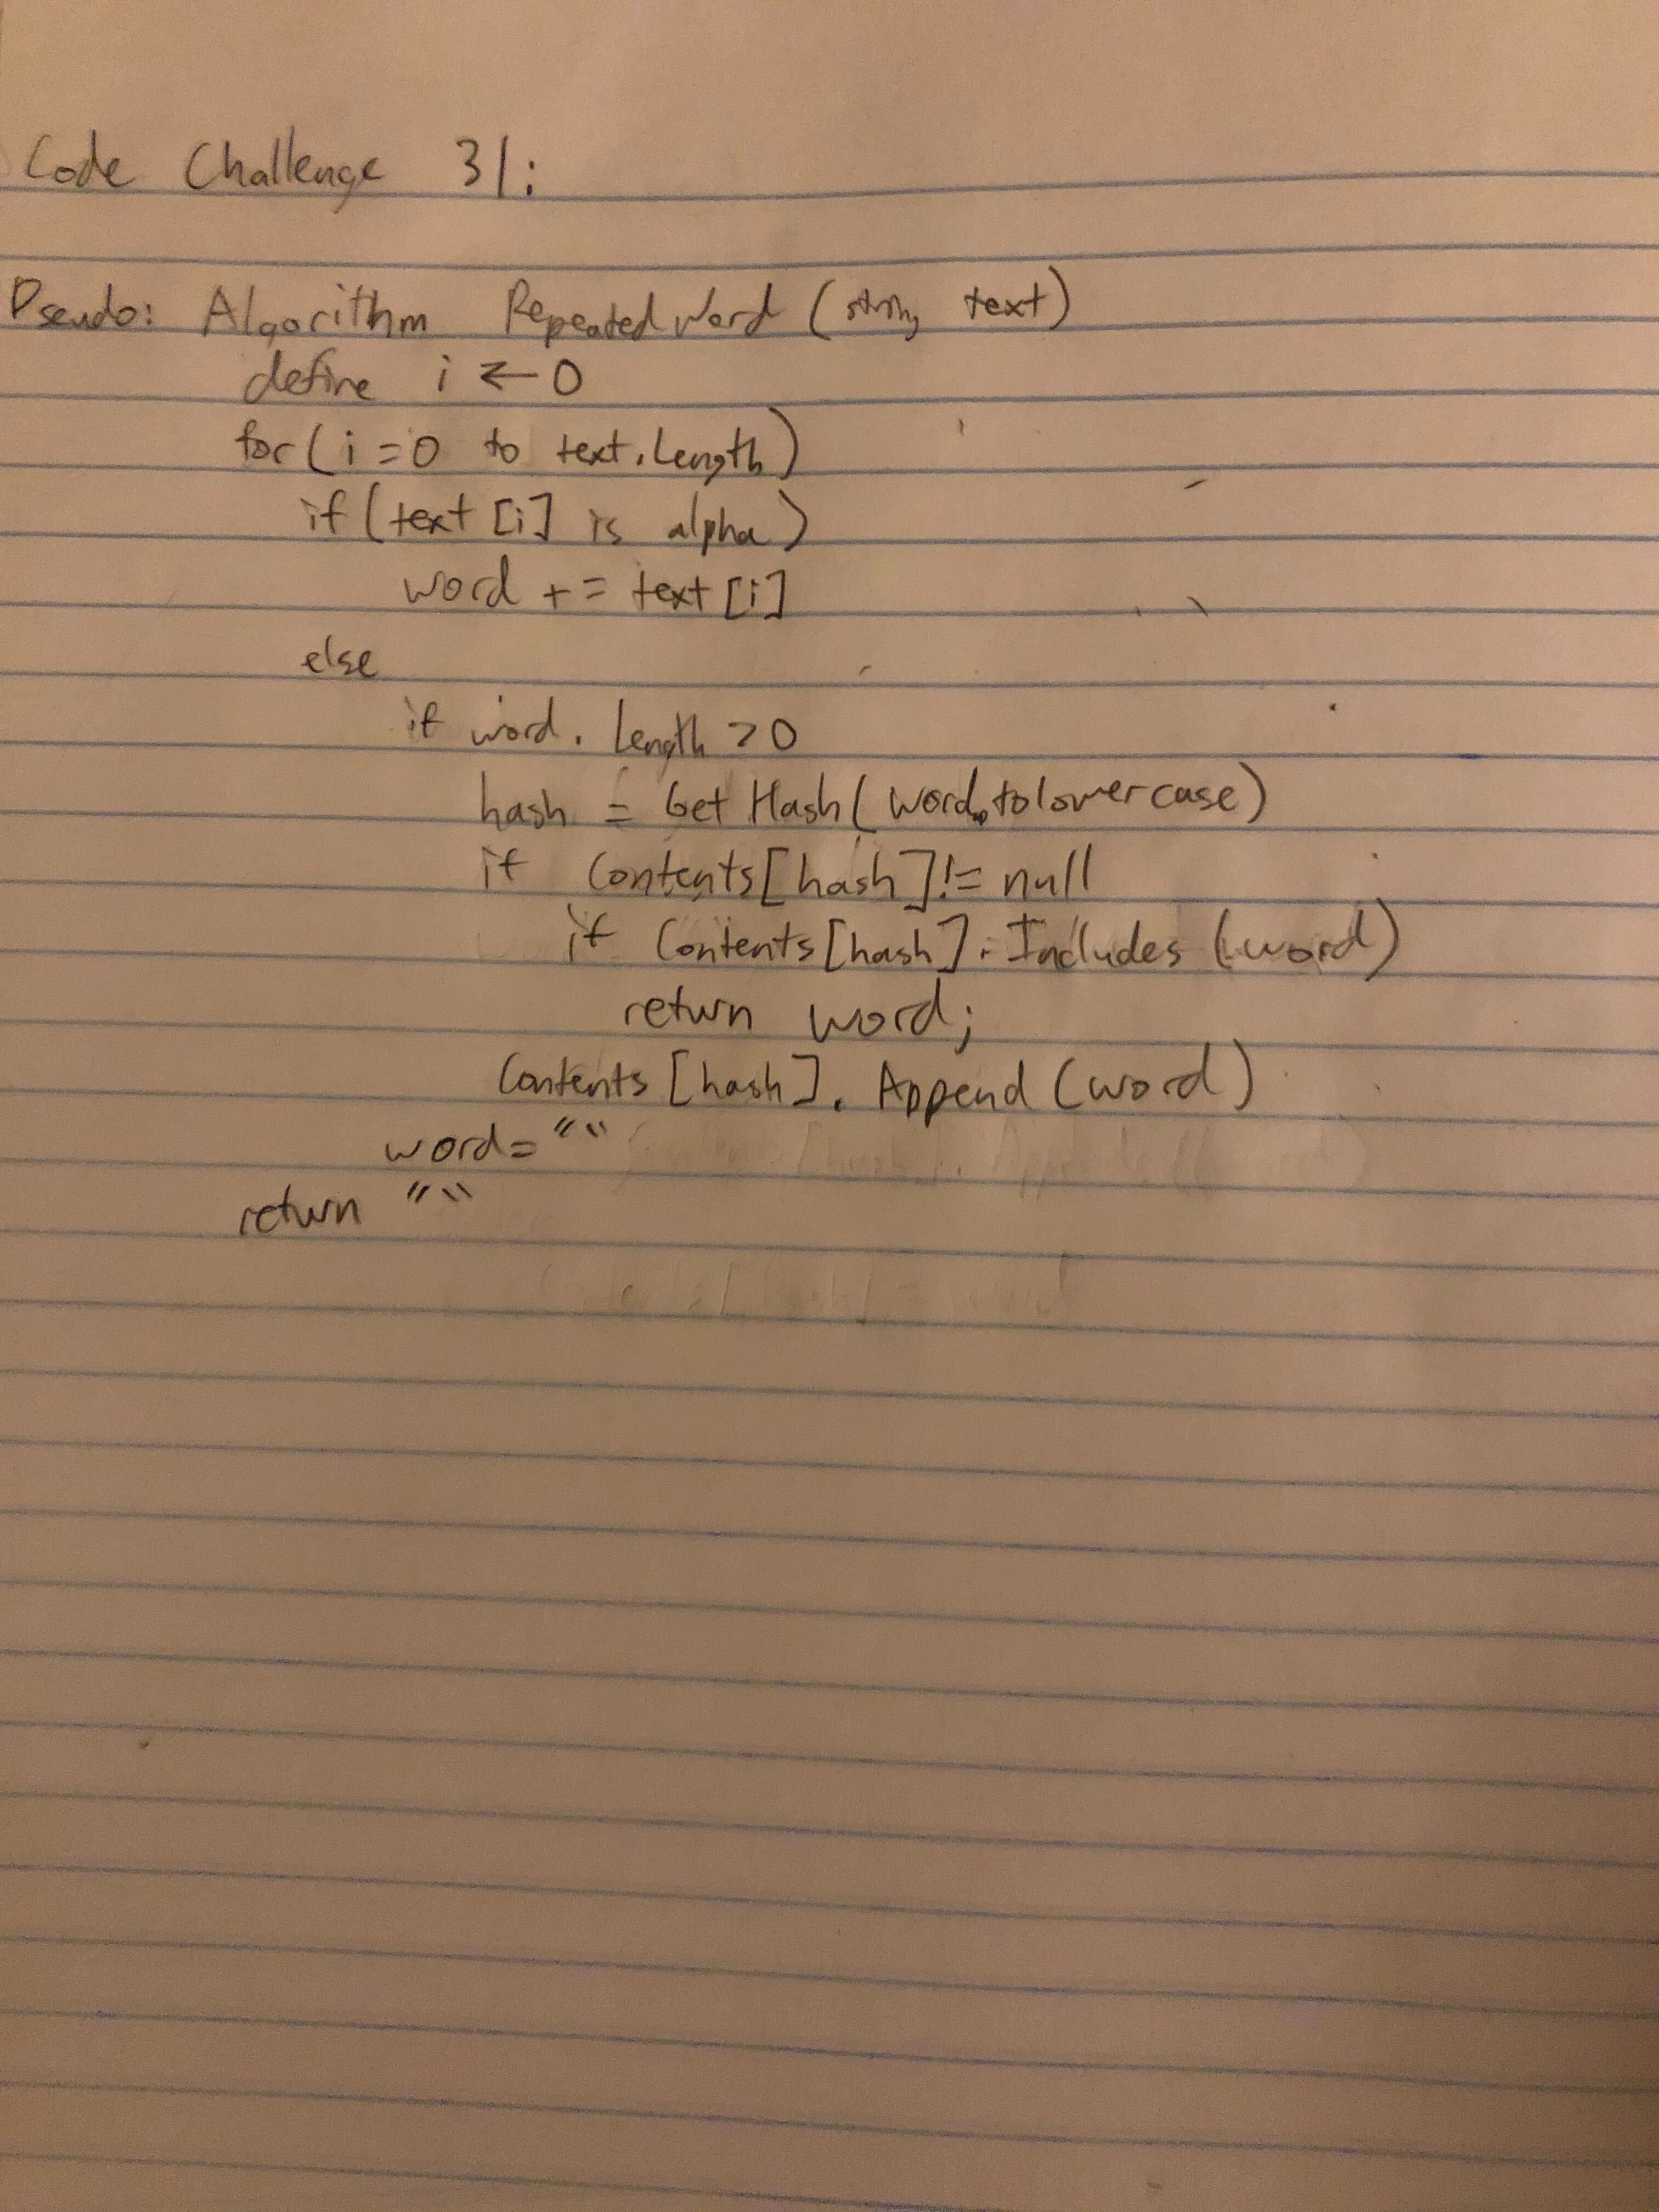 Code Challenge 31:
Pseudo: Algorithm RepeatedWord (string text)
define i ← 0
for (i = 0 to text.Length)
if (text [i] is alpha)
word += text [i]
else
if word. Length > 0
hash = GetHash( word.tolowercase)
if Contents[hash] != null
if Contents [hash]. Includes (word)
return word;
Contents [hash]. Append (word)
word = ""
return ""